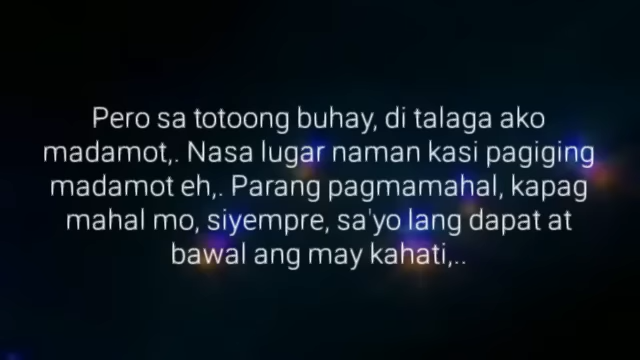 Pero sa totoong buhay, di talaga ako
madamot,. Nasa lugar naman kasi pagiging
madamot eh,. Parang pagmamahal, kapag
mahal mo, siyempre, sa'yo lang dapat at
bawal ang may kahati,..